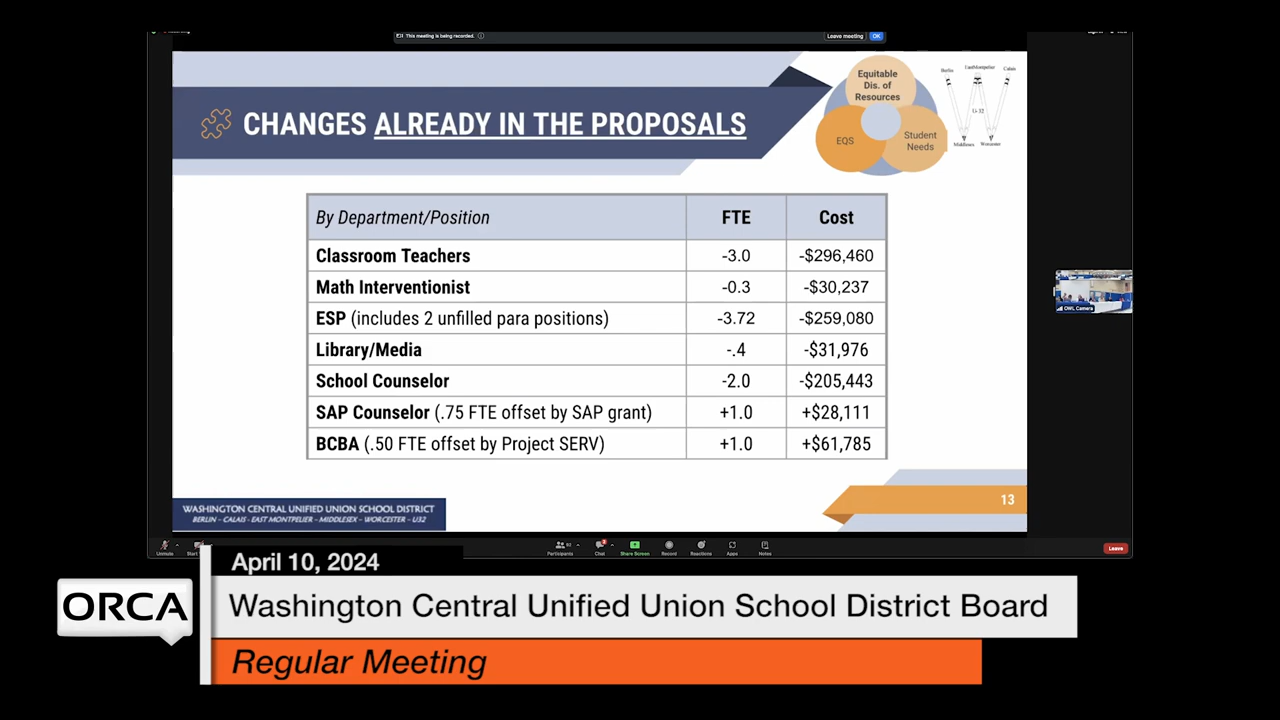 This meeting is being recorded.
Leave meeting
OK
CHANGES ALREADY IN THE PROPOSALS
Equitable
Dis. of
Resources
EQS
Student
Needs
Berlin
EastMontpelier
Calais
U-32
Middlesex
Worcester
By Department/Position FTE Cost
Classroom Teachers -3.0 -$296,460
Math Interventionist -0.3 -$30,237
ESP (includes 2 unfilled para positions) -3.72 -$259,080
Library/Media -.4 -$31,976
School Counselor -2.0 -$205,443
SAP Counselor (.75 FTE offset by SAP grant) +1.0 +$28,111
BCBA (.50 FTE offset by Project SERV) +1.0 +$61,785
13
WASHINGTON CENTRAL UNIFIED UNION SCHOOL DISTRICT
BERLIN – CALAIS – EAST MONTPELIER – MIDDLESEX – WORCESTER – U32
OWL Camera
Unmute
Participants
Chat
Share Screen
Record
Reactions
Apps
Notes
Leave
April 10, 2024
ORCA
Washington Central Unified Union School District Board
Regular Meeting